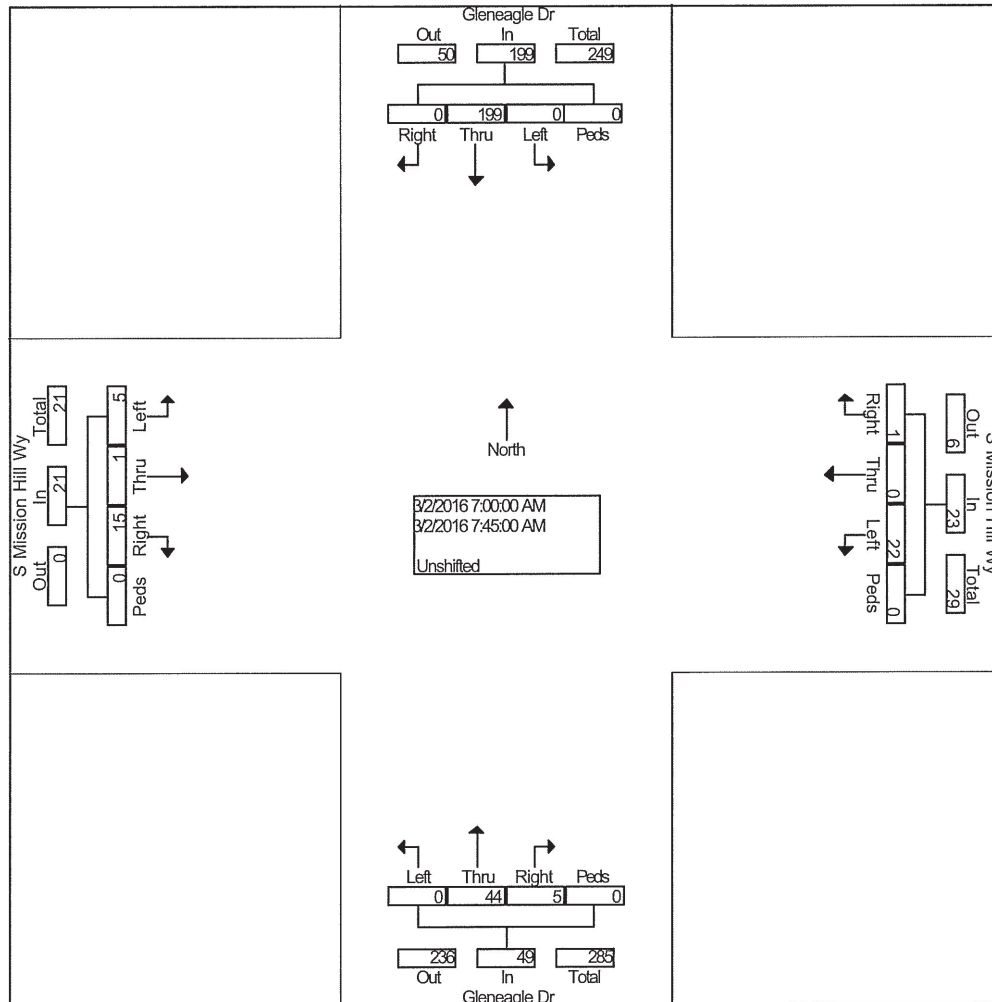 Gleneagle Dr
Out In Total
50 199 249
0 199 0 0
Right Thru Left Peds
S Mission Hill Wy
Total In Out
21 21 0
5 1 15 0
Left Thru Right Peds
North
3/2/2016 7:00:00 AM
3/2/2016 7:45:00 AM
Unshifted
Right Thru Left Peds
1 0 22 0
Out In Total
6 23 29
S Mission Hill Wy
Left Thru Right Peds
0 44 5 0
236 49 285
Out In Total
Gleneagle Dr